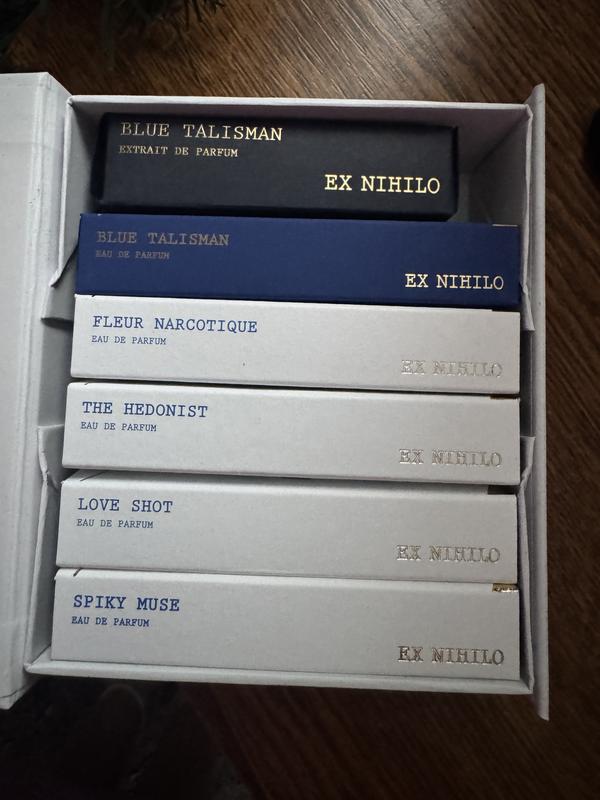 BLUE TALISMAN
EXTRAIT DE PARFUM
EX NIHILO
BLUE TALISMAN
EAU DE PARFUM
EX NIHILO
FLEUR NARCOTIQUE
EAU DE PARFUM
EX NIHILO
THE HEDONIST
EAU DE PARFUM
EX NIHILO
LOVE SHOT
EAU DE PARFUM
EX NIHILO
SPIKY MUSE
EAU DE PARFUM
EX NIHILO